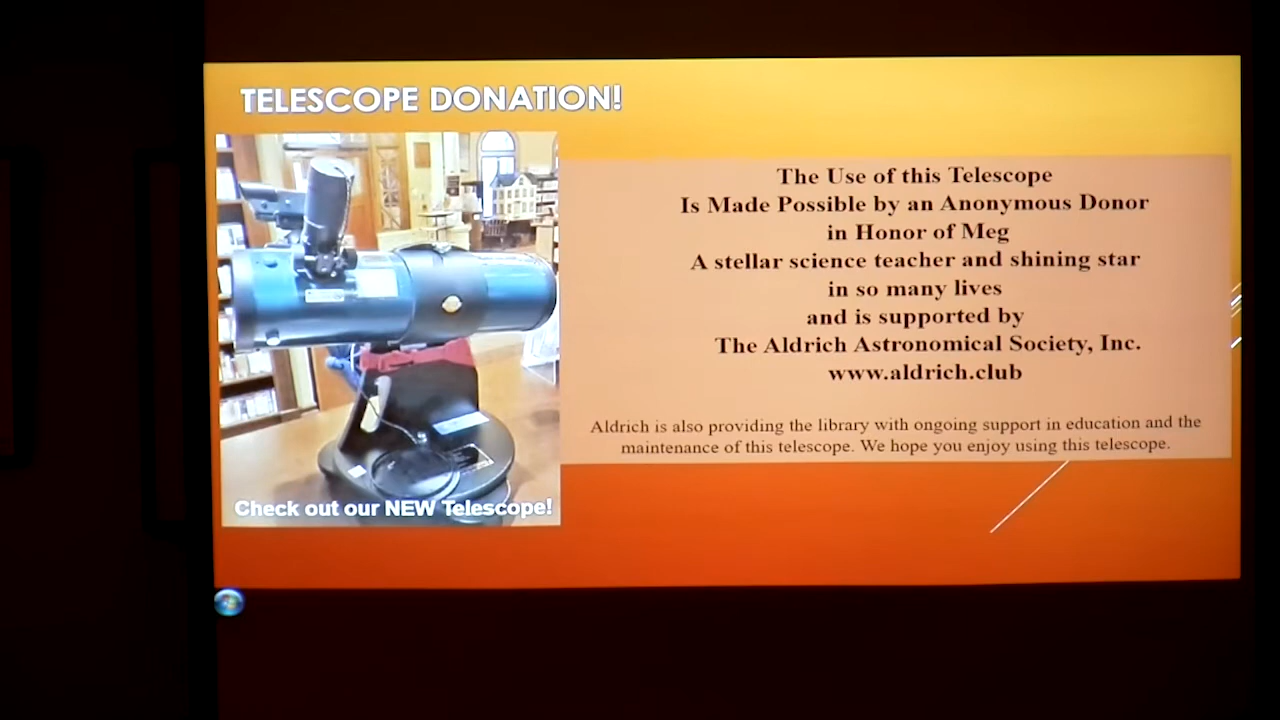 TELESCOPE DONATION!
The Use of this Telescope
Is Made Possible by an Anonymous Donor
in Honor of Meg
A stellar science teacher and shining star
in so many lives
and is supported by
The Aldrich Astronomical Society, Inc.
www.aldrich.club
Aldrich is also providing the library with ongoing support in education and the
maintenance of this telescope. We hope you enjoy using this telescope.
Check out our NEW Telescope!